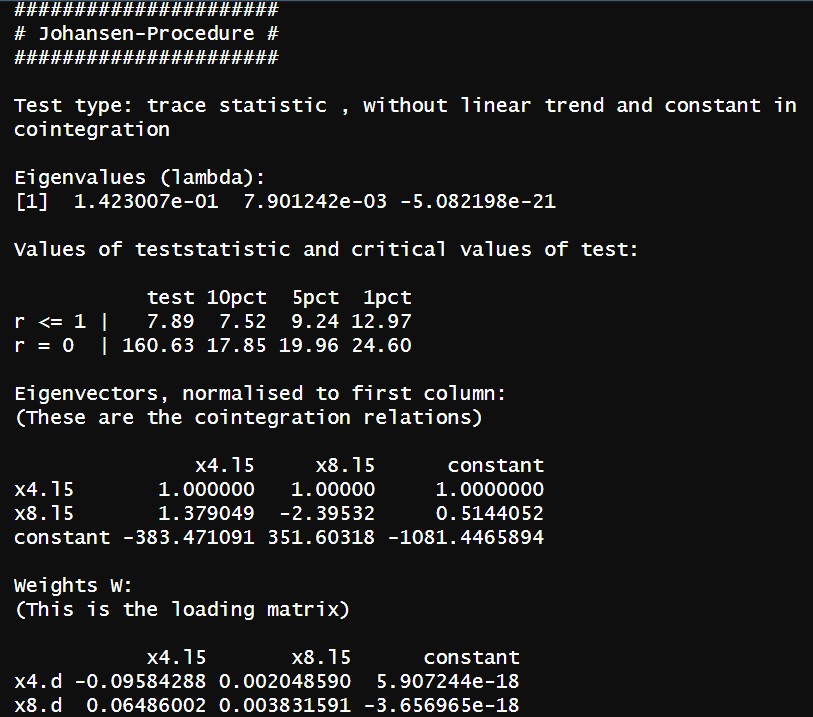 ######################
# Johansen-Procedure #
######################
Test type: trace statistic , without linear trend and constant in
cointegration
Eigenvalues (lambda):
[1]  1.423007e-01  7.901242e-03 -5.082198e-21
Values of teststatistic and critical values of test:
           test 10pct  5pct  1pct
r <= 1 |   7.89  7.52  9.24 12.97
r = 0  | 160.63 17.85 19.96 24.60
Eigenvectors, normalised to first column:
(These are the cointegration relations)
               x4.l5     x8.l5      constant
x4.l5       1.000000   1.00000     1.0000000
x8.l5       1.379049  -2.39532     0.5144052
constant -383.471091 351.60318 -1081.4465894
Weights W:
(This is the loading matrix)
           x4.l5       x8.l5      constant
x4.d -0.09584288 0.002048590  5.907244e-18
x8.d  0.06486002 0.003831591 -3.656965e-18